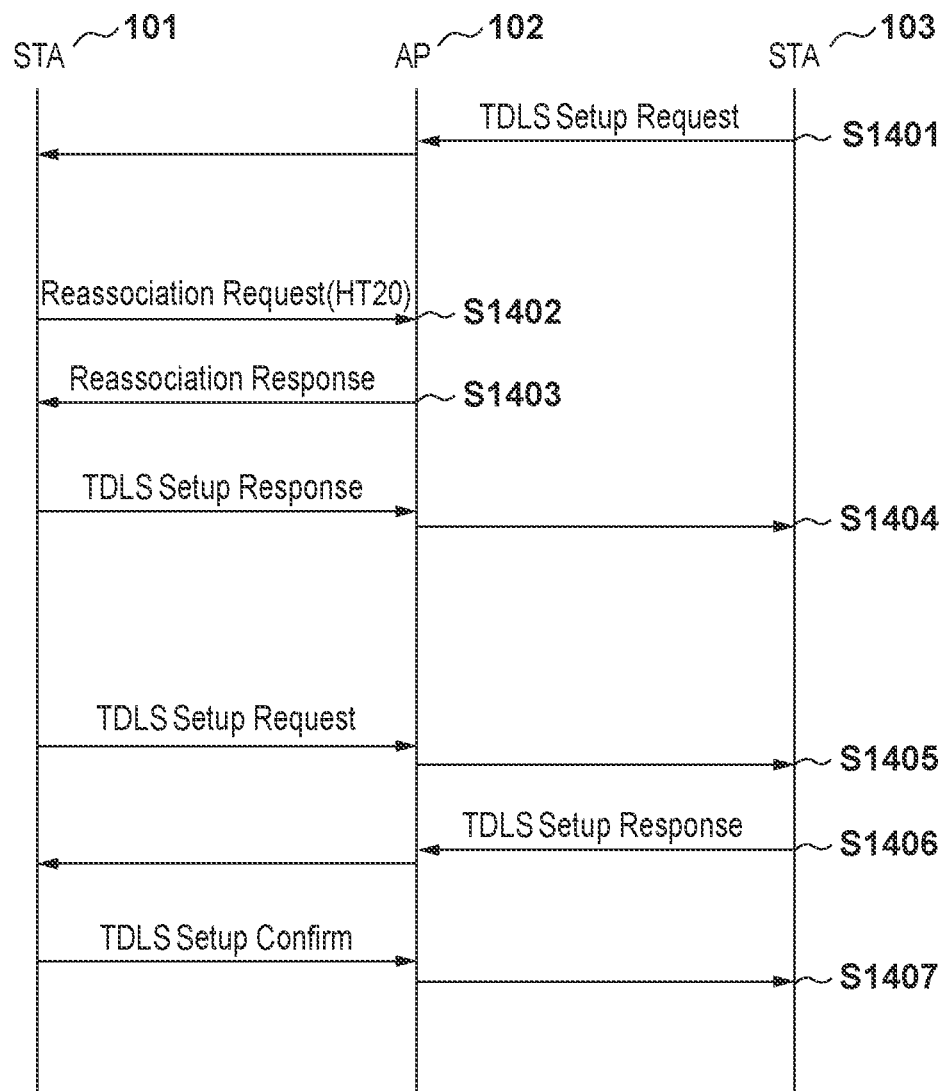 101
102
103
STA
AP
STA
TDLS Setup Request
S1401
Reassociation Request(HT20)
S1402
Reassociation Response
S1403
TDLS Setup Response
S1404
TDLS Setup Request
S1405
TDLS Setup Response
S1406
TDLS Setup Confirm
S1407